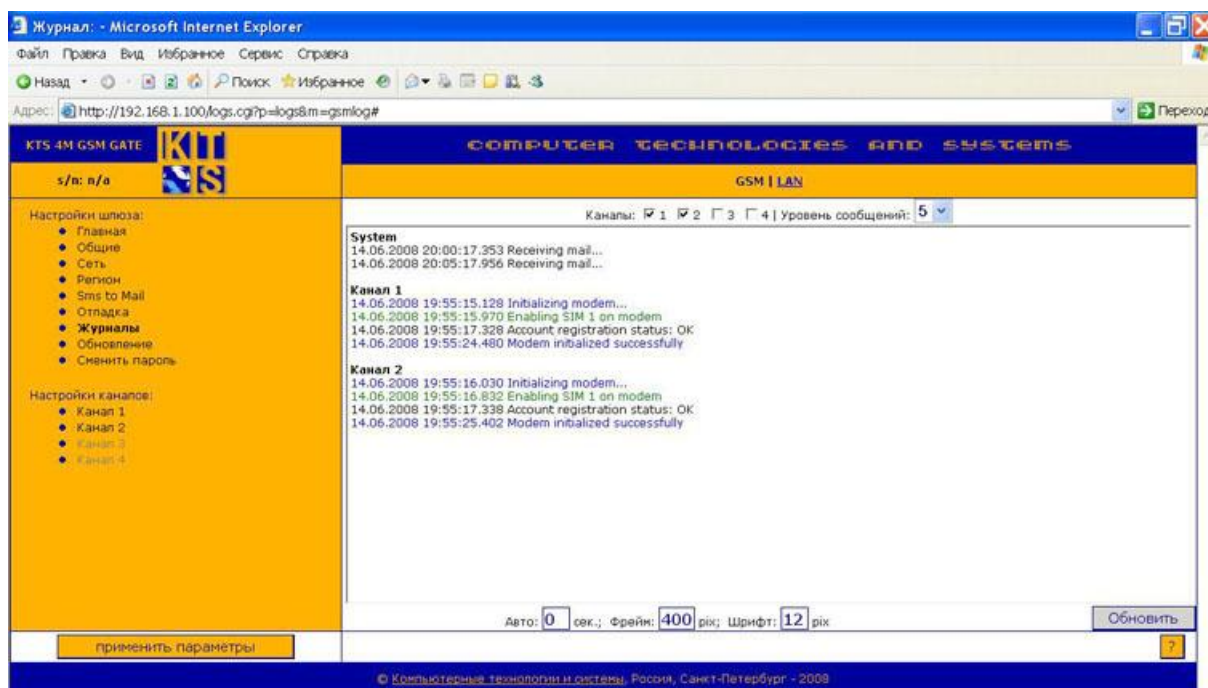 Журнал: - Microsoft Internet Explorer
Файл Правка Вид Избранное Сервис Справка
Назад Поиск Избранное
Адрес: http://192.168.1.100/logs.cgi?p=logs&m=gsmlog# Переход
KTS 4M GSM GATE KTS COMPUTER TECHNOLOGIES AND SYSTEMS
s/n: n/a GSM | LAN
Каналы: 1 2 3 4 | Уровень сообщений: 5
Настройки шлюза:
Главная
Общие
Сеть
Регион
Sms to Mail
Отладка
Журналы
Обновление
Сменить пароль
Настройки каналов:
Канал 1
Канал 2
Канал 3
Канал 4
System
14.06.2008 20:00:17.353 Receiving mail...
14.06.2008 20:05:17.956 Receiving mail...
Канал 1
14.06.2008 19:55:15.128 Initializing modem...
14.06.2008 19:55:15.970 Enabling SIM 1 on modem
14.06.2008 19:55:17.328 Account registration status: OK
14.06.2008 19:55:24.480 Modem initialized successfully
Канал 2
14.06.2008 19:55:16.030 Initializing modem...
14.06.2008 19:55:16.832 Enabling SIM 1 on modem
14.06.2008 19:55:17.338 Account registration status: OK
14.06.2008 19:55:25.402 Modem initialized successfully
Авто: 0 сек.; Фрейм: 400 pix; Шрифт: 12 pix Обновить
применить параметры ?
© Компьютерные технологии и системы, Россия, Санкт-Петербург - 2008